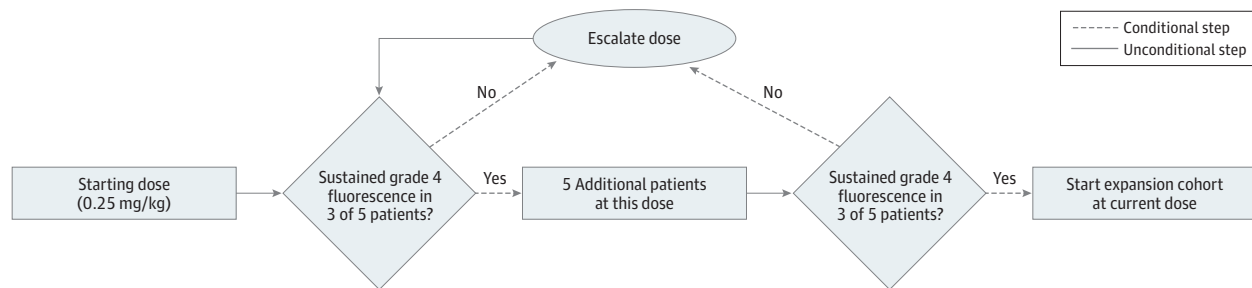 Escalate dose
Conditional step
Unconditional step
No
No
Starting dose
(0.25 mg/kg)
Sustained grade 4
fluorescence in
3 of 5 patients?
Yes
5 Additional patients
at this dose
Sustained grade 4
fluorescence in
3 of 5 patients?
Yes
Start expansion cohort
at current dose